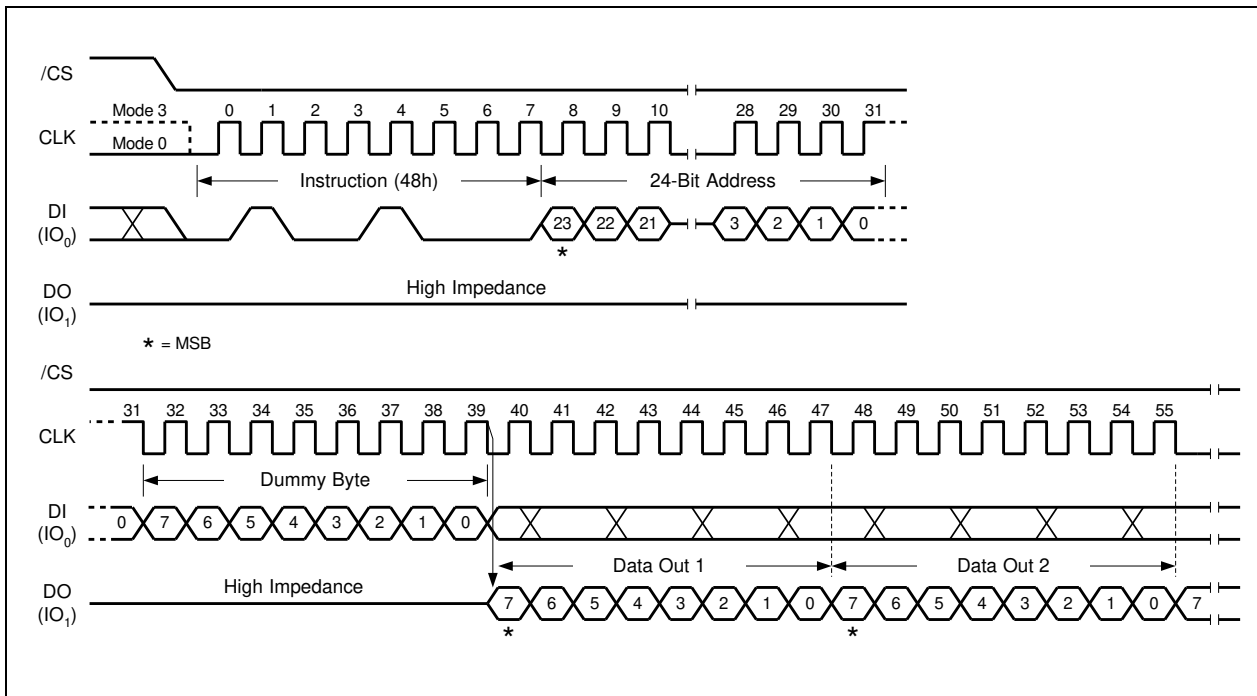 /CS
Mode 3 0 1 2 3 4 5 6 7 8 9 10 28 29 30 31
CLK Mode 0
Instruction (48h) 24-Bit Address
DI
(IO0) 23 22 21 3 2 1 0
*
High Impedance
DO
(IO1)
* = MSB
/CS
31 32 33 34 35 36 37 38 39 40 41 42 43 44 45 46 47 48 49 50 51 52 53 54 55
CLK
Dummy Byte
DI
(IO0) 0 7 6 5 4 3 2 1 0
Data Out 1 Data Out 2
High Impedance
DO
(IO1) 7 6 5 4 3 2 1 0 7 6 5 4 3 2 1 0 7
* *